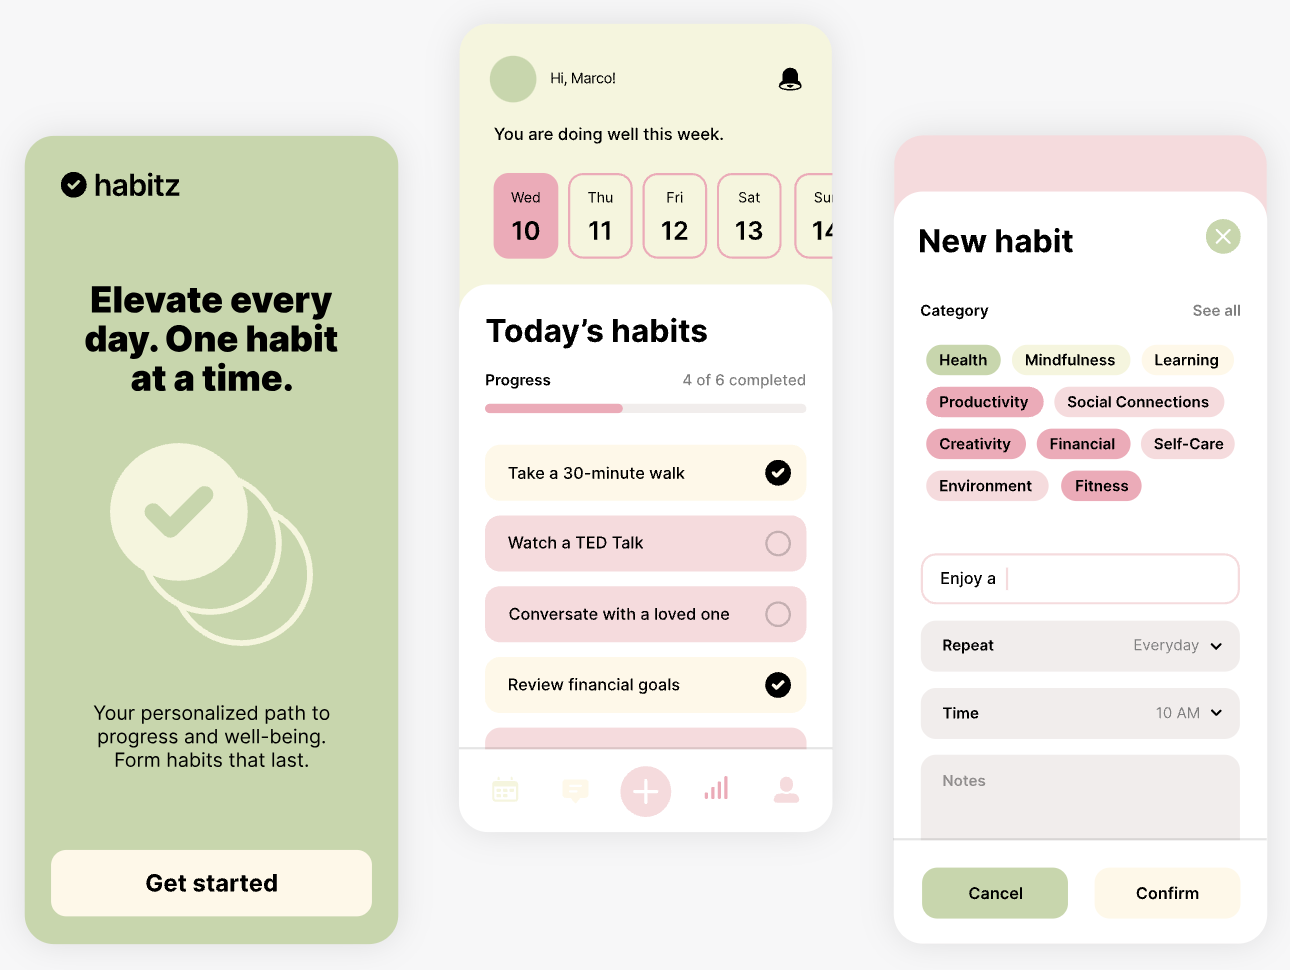 habitz
Elevate every
day. One habit
at a time.
Your personalized path to
progress and well-being.
Form habits that last.
Get started
Hi, Marco!
You are doing well this week.
Wed Thu Fri Sat Su
10 11 12 13 14
Today’s habits
Progress 4 of 6 completed
Take a 30-minute walk
Watch a TED Talk
Conversate with a loved one
Review financial goals
New habit
Category See all
Health Mindfulness Learning
Productivity Social Connections
Creativity Financial Self-Care
Environment Fitness
Enjoy a
Repeat Everyday
Time 10 AM
Notes
Cancel Confirm